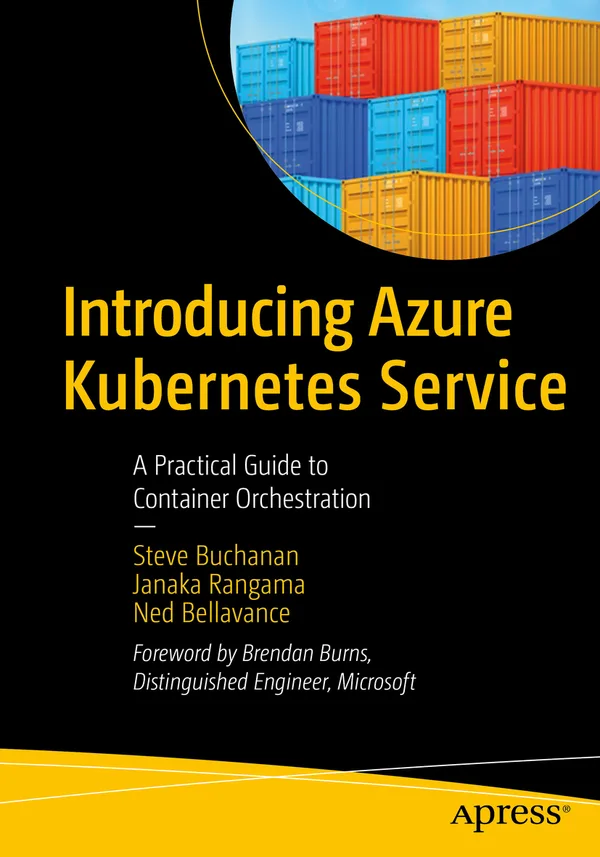 Introducing Azure
Kubernetes Service
A Practical Guide to
Container Orchestration
—
Steve Buchanan
Janaka Rangama
Ned Bellavance
Foreword by Brendan Burns,
Distinguished Engineer, Microsoft
Apress®